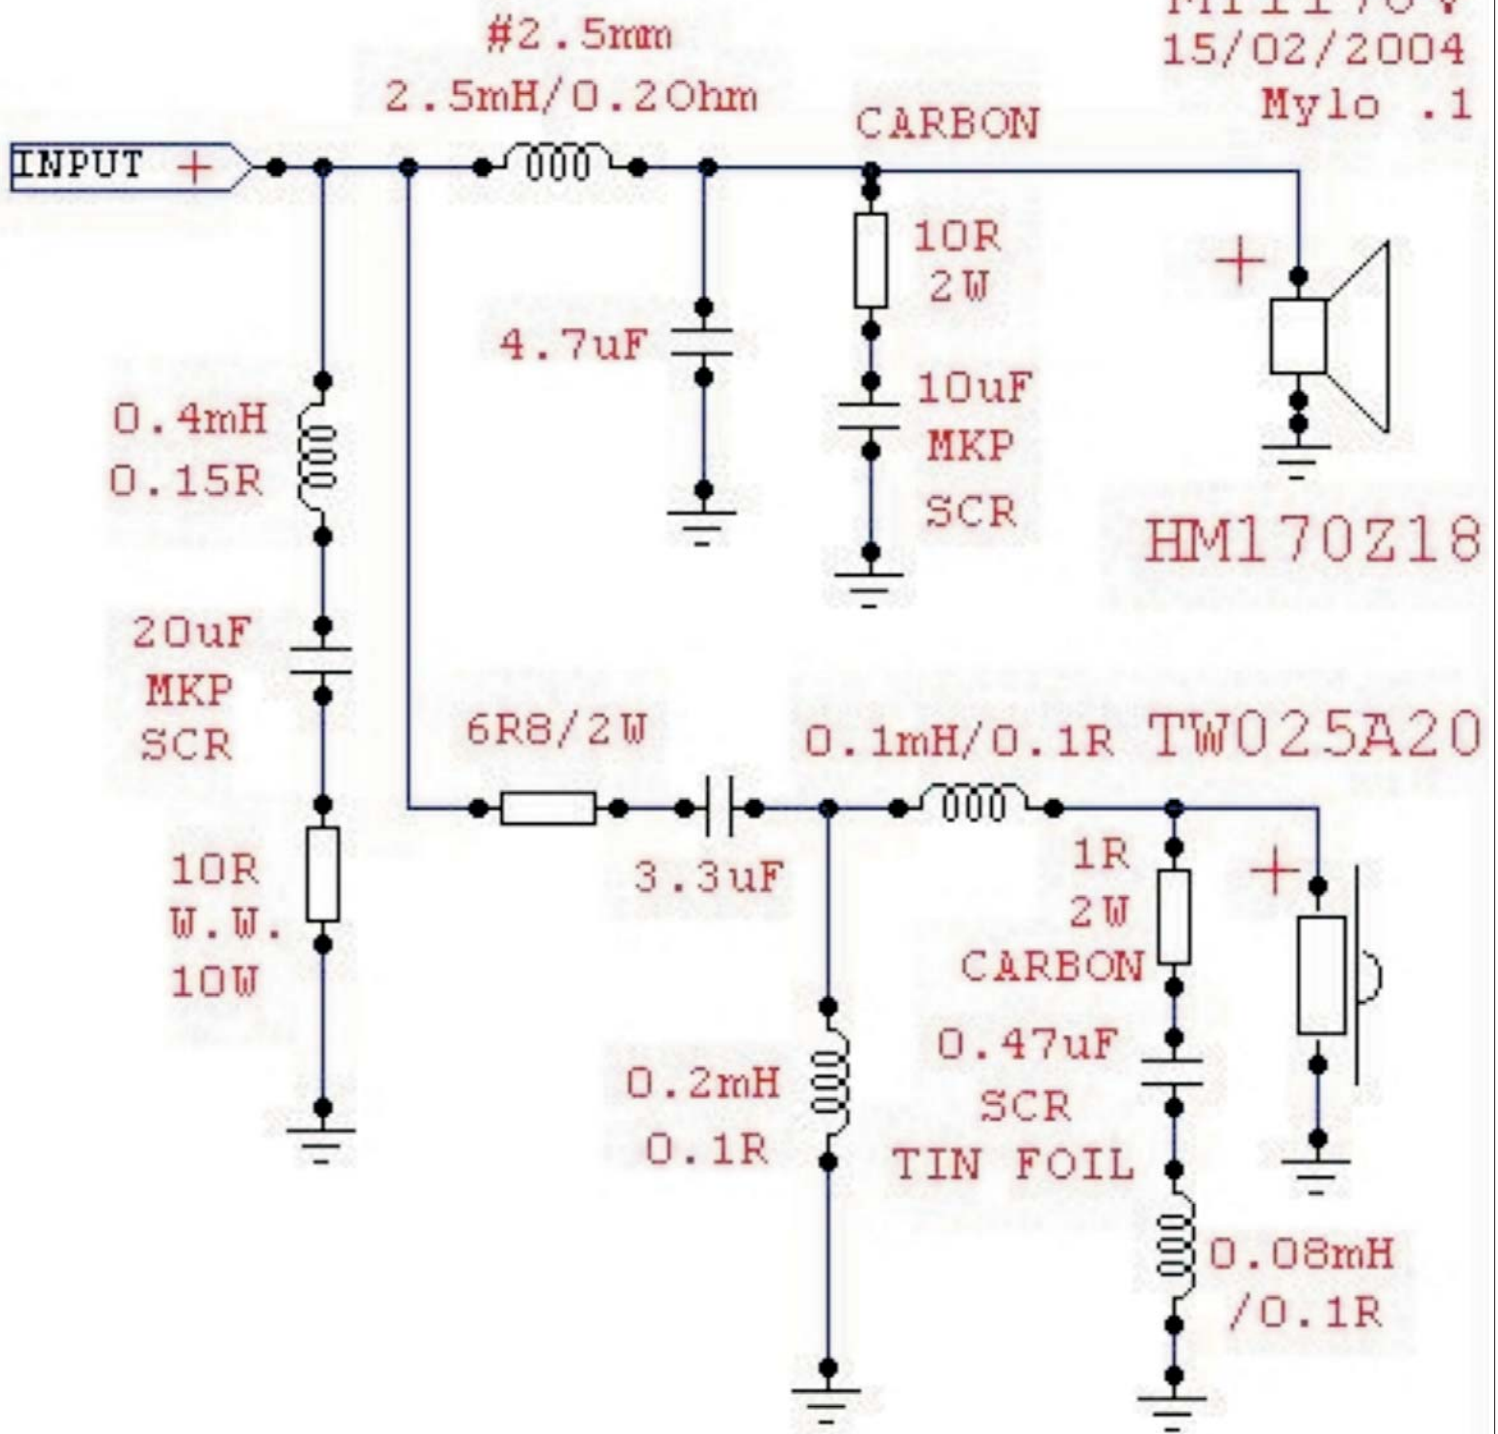 15/02/2004
Mylo .1
#2.5mm
2.5mH/0.2Ohm
CARBON
INPUT +
10R
2W
+
4.7uF
10uF
MKP
SCR
HM170Z18
0.4mH
0.15R
20uF
MKP
SCR
10R
W.W.
10W
6R8/2W
3.3uF
0.1mH/0.1R
TW025A20
1R
2W
CARBON
+
0.47uF
SCR
TIN FOIL
0.2mH
0.1R
0.08mH
/0.1R